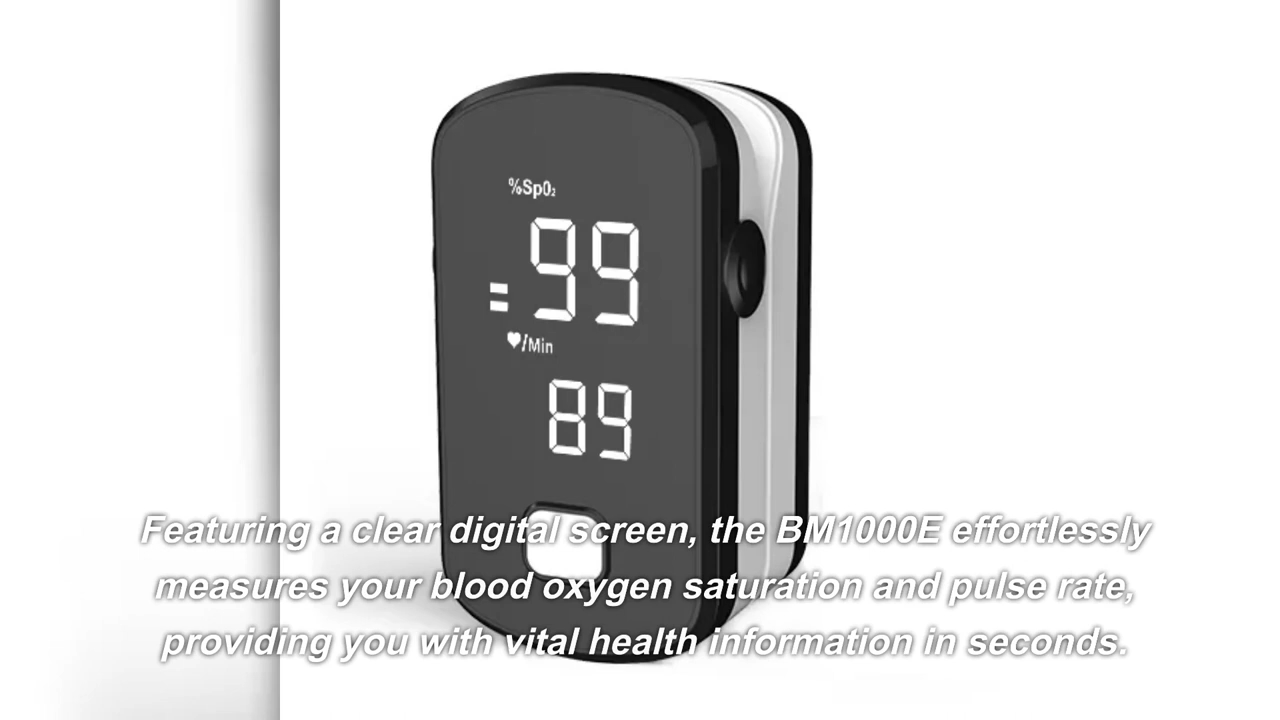 %SpO₂
99
♥/Min
89
Featuring a clear digital screen, the BM1000E effortlessly
measures your blood oxygen saturation and pulse rate,
providing you with vital health information in seconds.